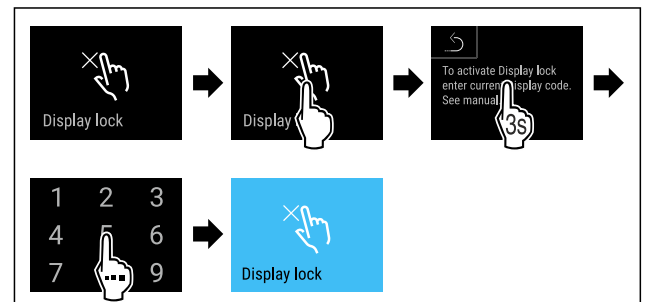 Display lock
Display
To activate Display lock
enter current display code.
See manual.
3s
1 2 3
4 5 6
7 9
Display lock